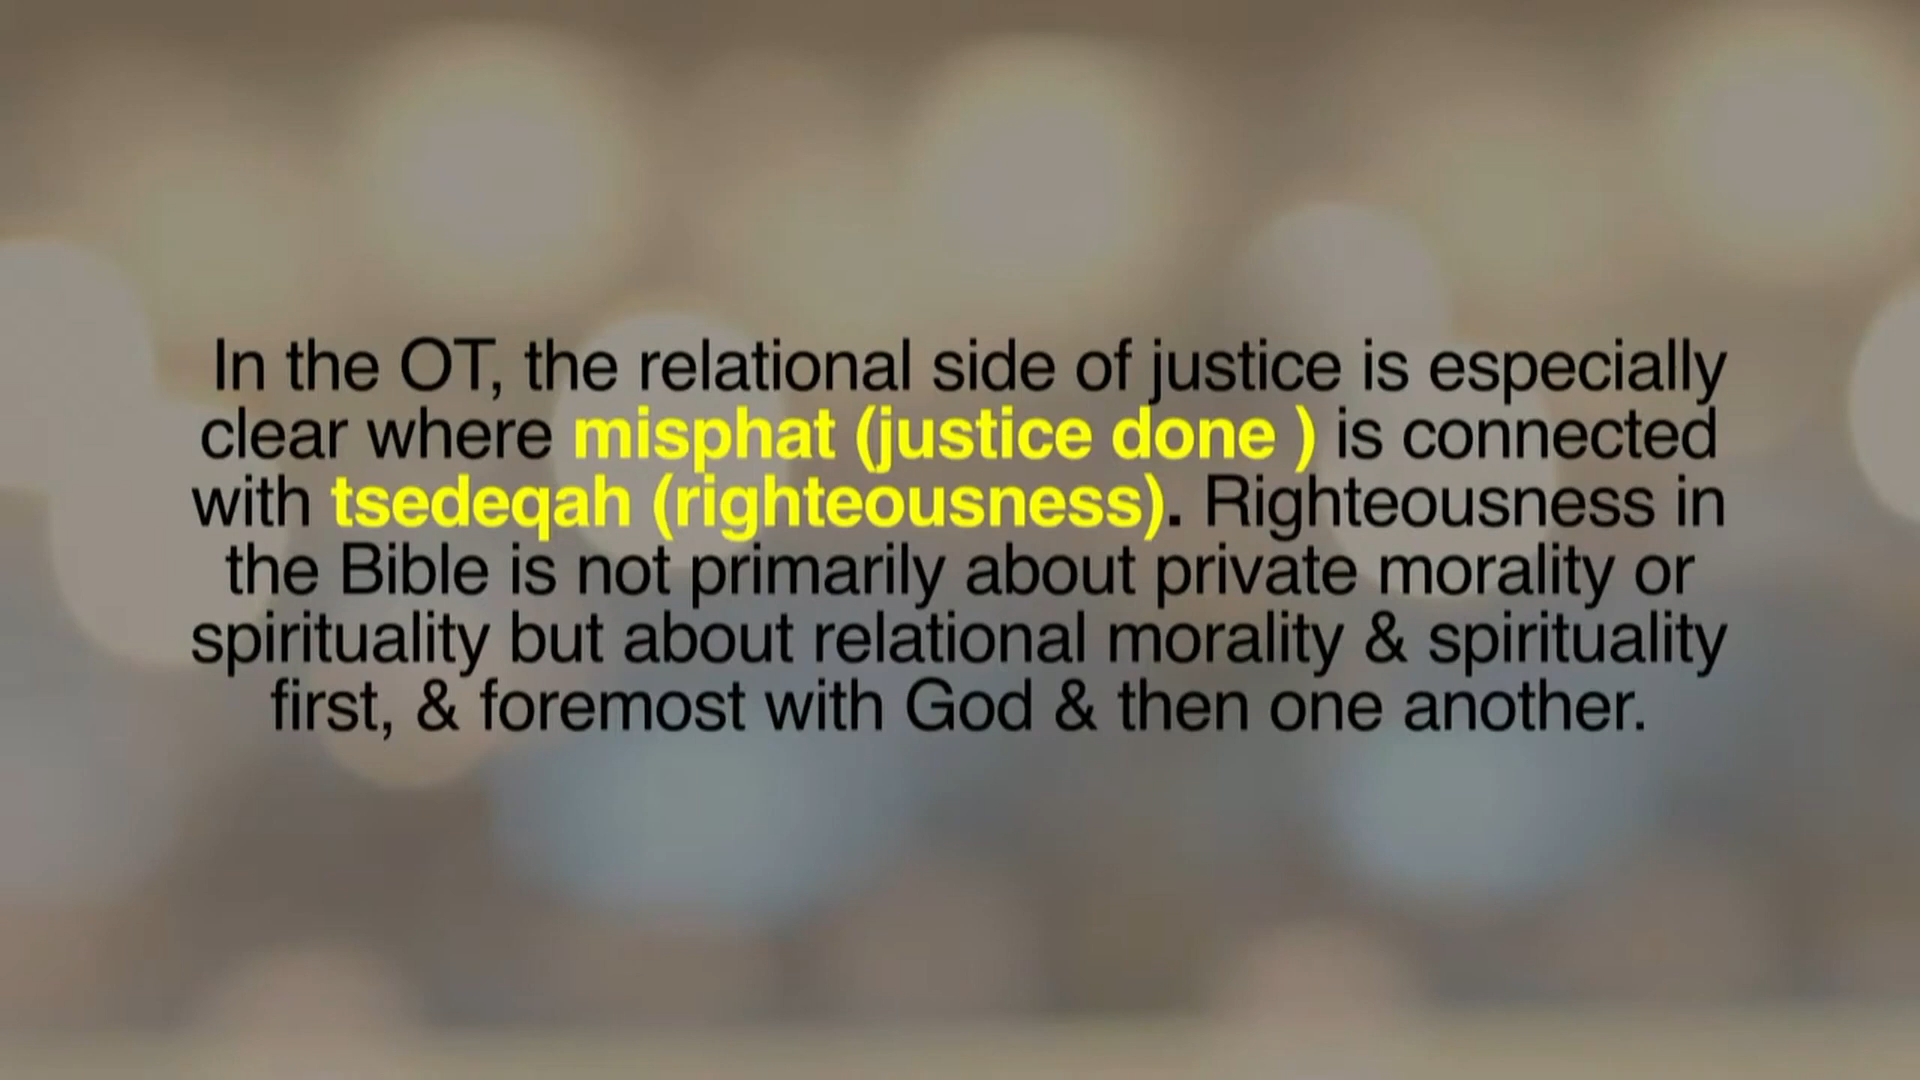 In the OT, the relational side of justice is especially
clear where misphat (justice done ) is connected
with tsedeqah (righteousness). Righteousness in
the Bible is not primarily about private morality or
spirituality but about relational morality & spirituality
first, & foremost with God & then one another.